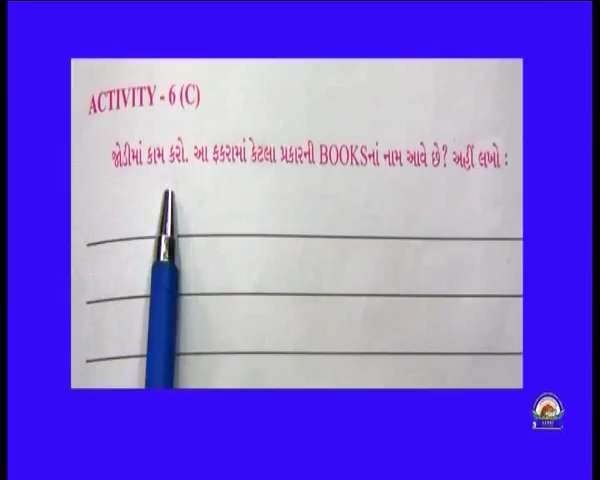 ACTIVITY - 6 (C)
જોડીમાં કામ કરો. આ ફકરામાં કેટલા પ્રકારની BOOKSનાં નામ આવે છે? અહીં લખો :